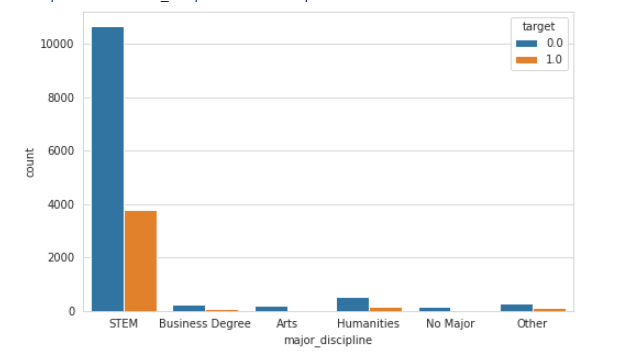 target
0.0
1.0
10000
8000
6000
4000
2000
0
count
STEM Business Degree Arts Humanities No Major Other
major_discipline